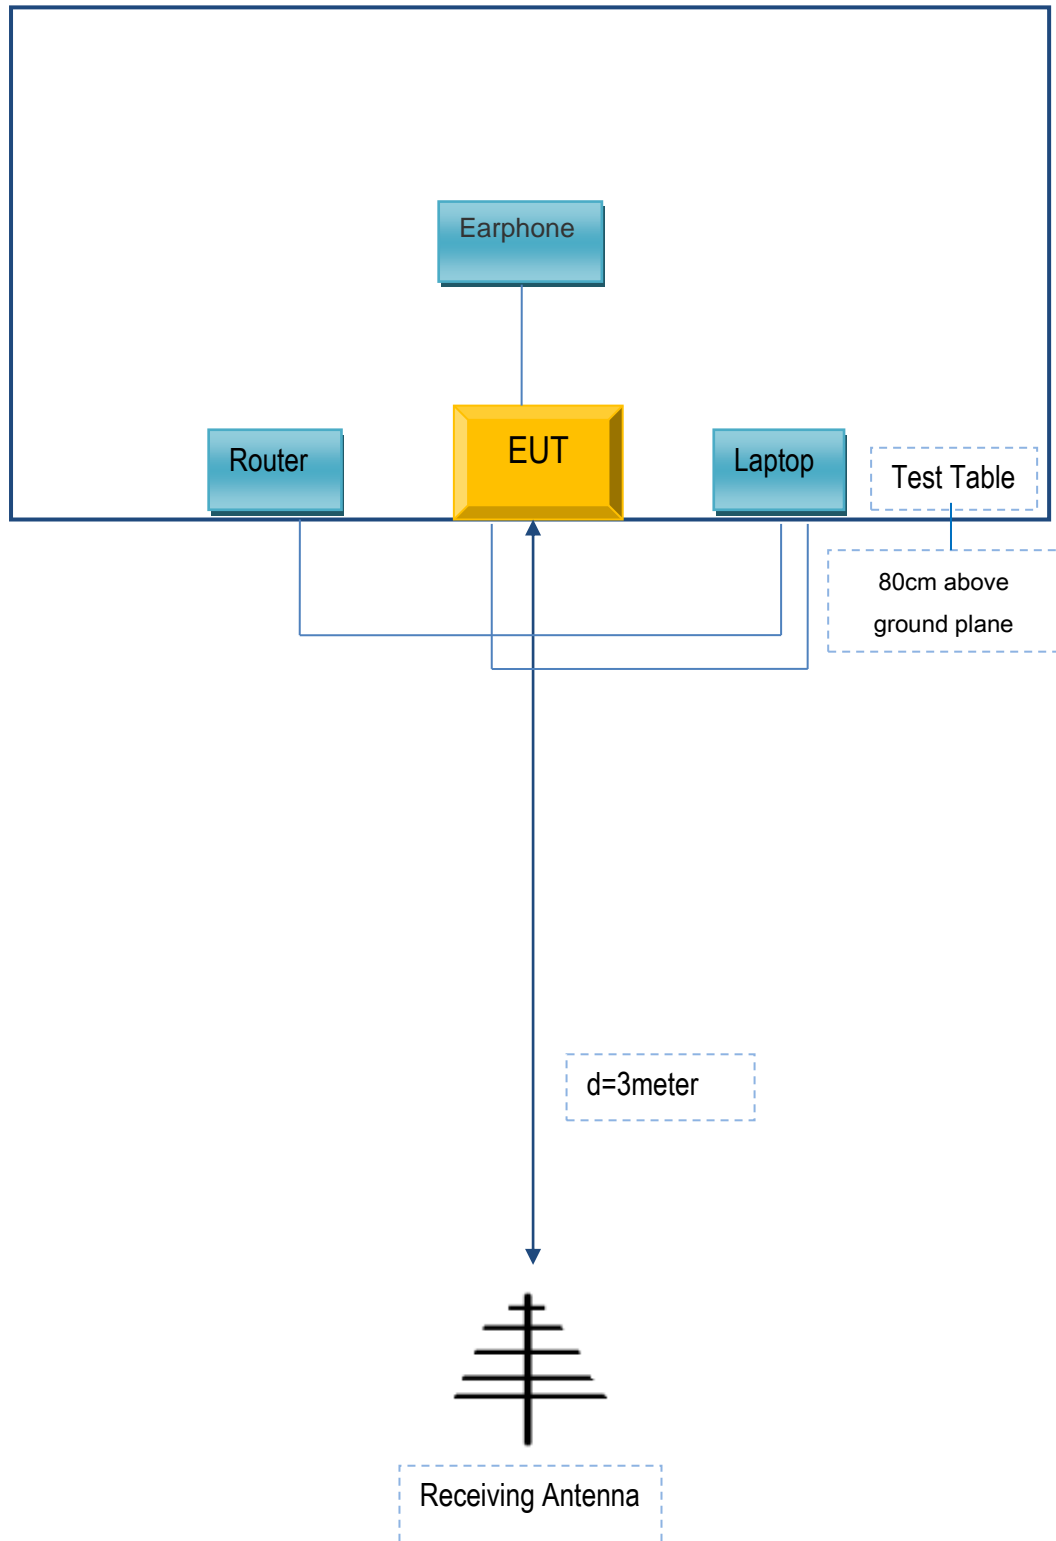 Earphone
Router
EUT
Laptop
Test Table
80cm above
ground plane
d=3meter
Receiving Antenna